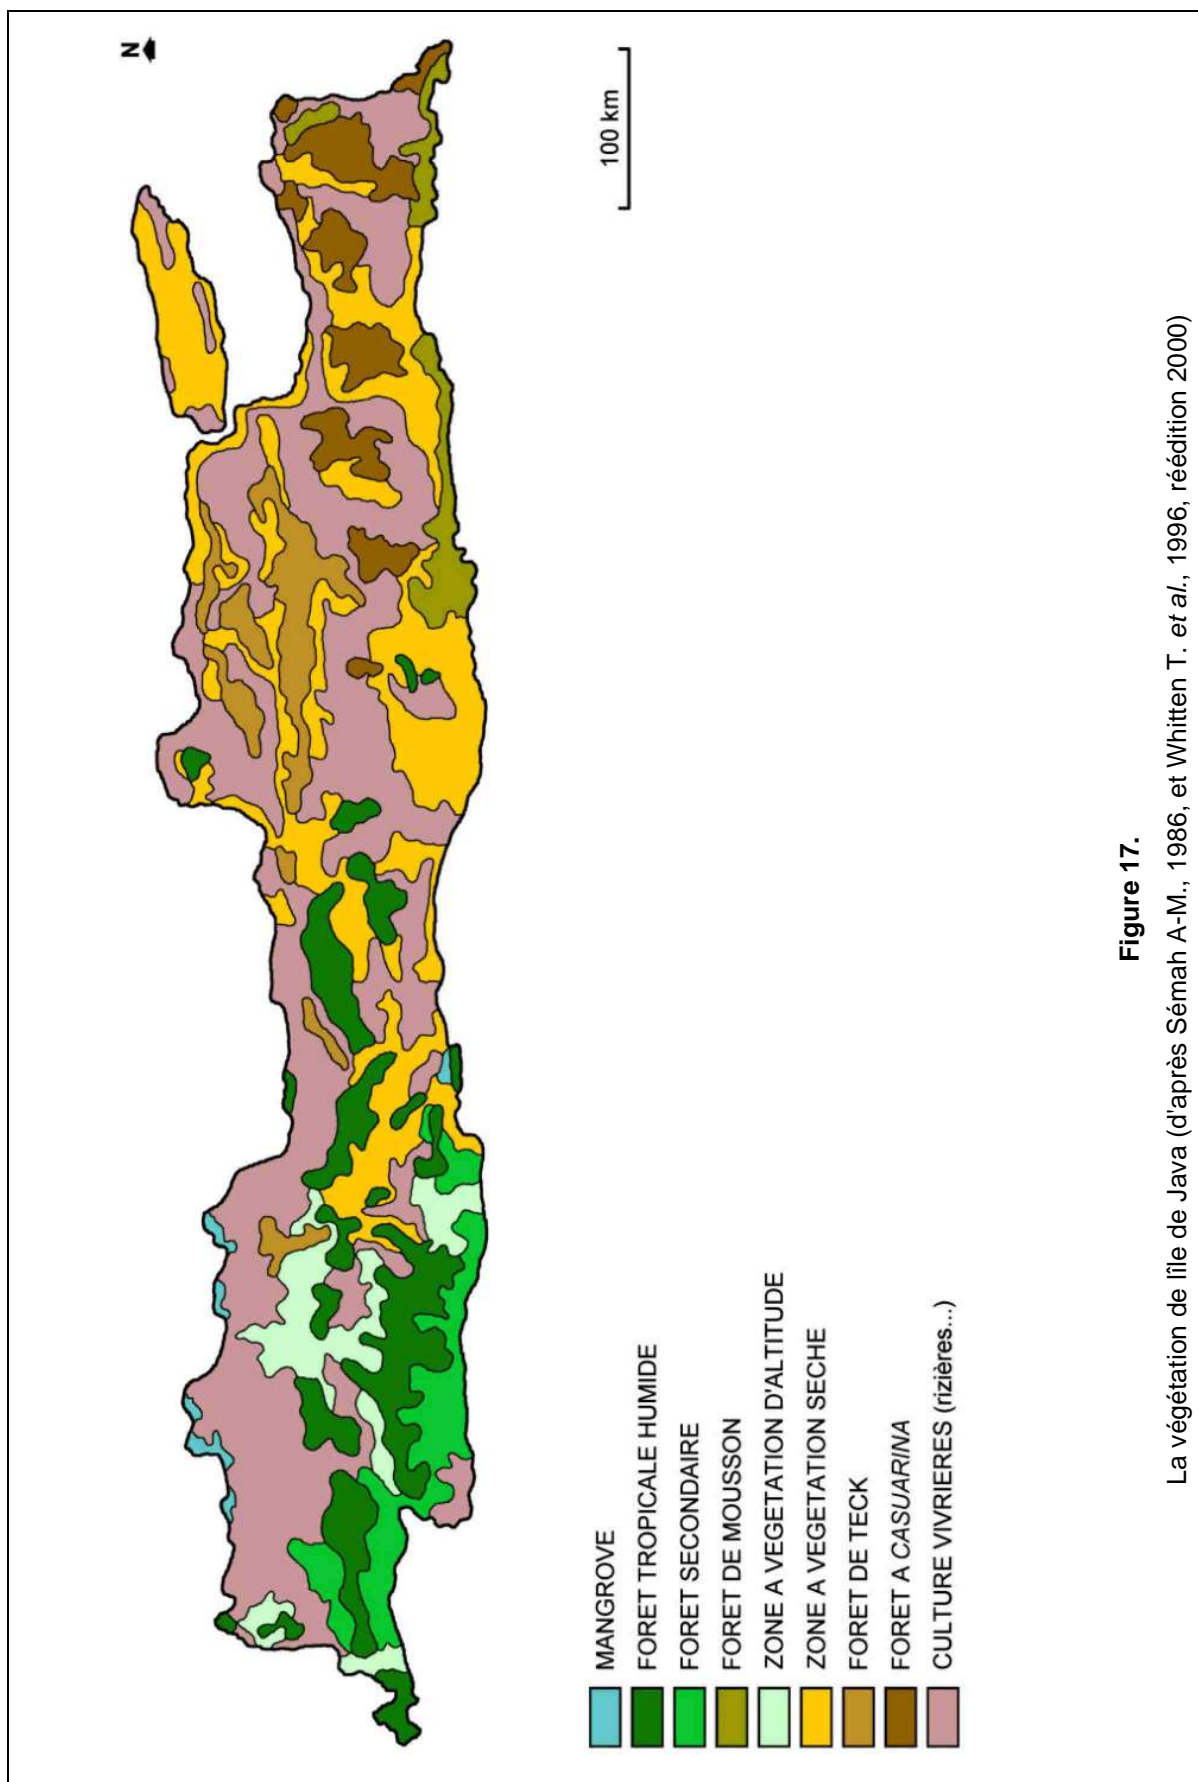 N
100 km
MANGROVE
FORET TROPICALE HUMIDE
FORET SECONDAIRE
FORET DE MOUSSON
ZONE A VEGETATION D'ALTITUDE
ZONE A VEGETATION SECHE
FORET DE TECK
FORET A CASUARINA
CULTURE VIVRIERES (rizières...)
Figure 17.
La végétation de lîle de Java (d'après Sémah A-M., 1986, et Whitten T. et al., 1996, réédition 2000)